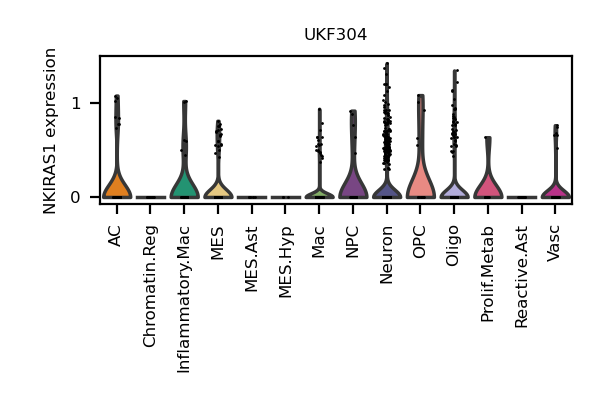 UKF304
NKIRAS1 expression
1
0
AC
Chromatin.Reg
Inflammatory.Mac
MES
MES.Ast
MES.Hyp
Mac
NPC
Neuron
OPC
Oligo
Prolif.Metab
Reactive.Ast
Vasc